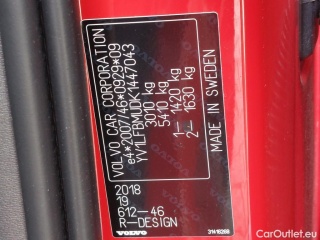 VOLVO CAR CORPORATION
e4*2007/46*0929*09
YV1LFBMUDK1447043
3010 kg
5410 kg
1– 1420 kg
2– 1630 kg
MADE IN SWEDEN
2018
19
612-46
R-DESIGN
VOLVO
31416268
CarOutlet.eu